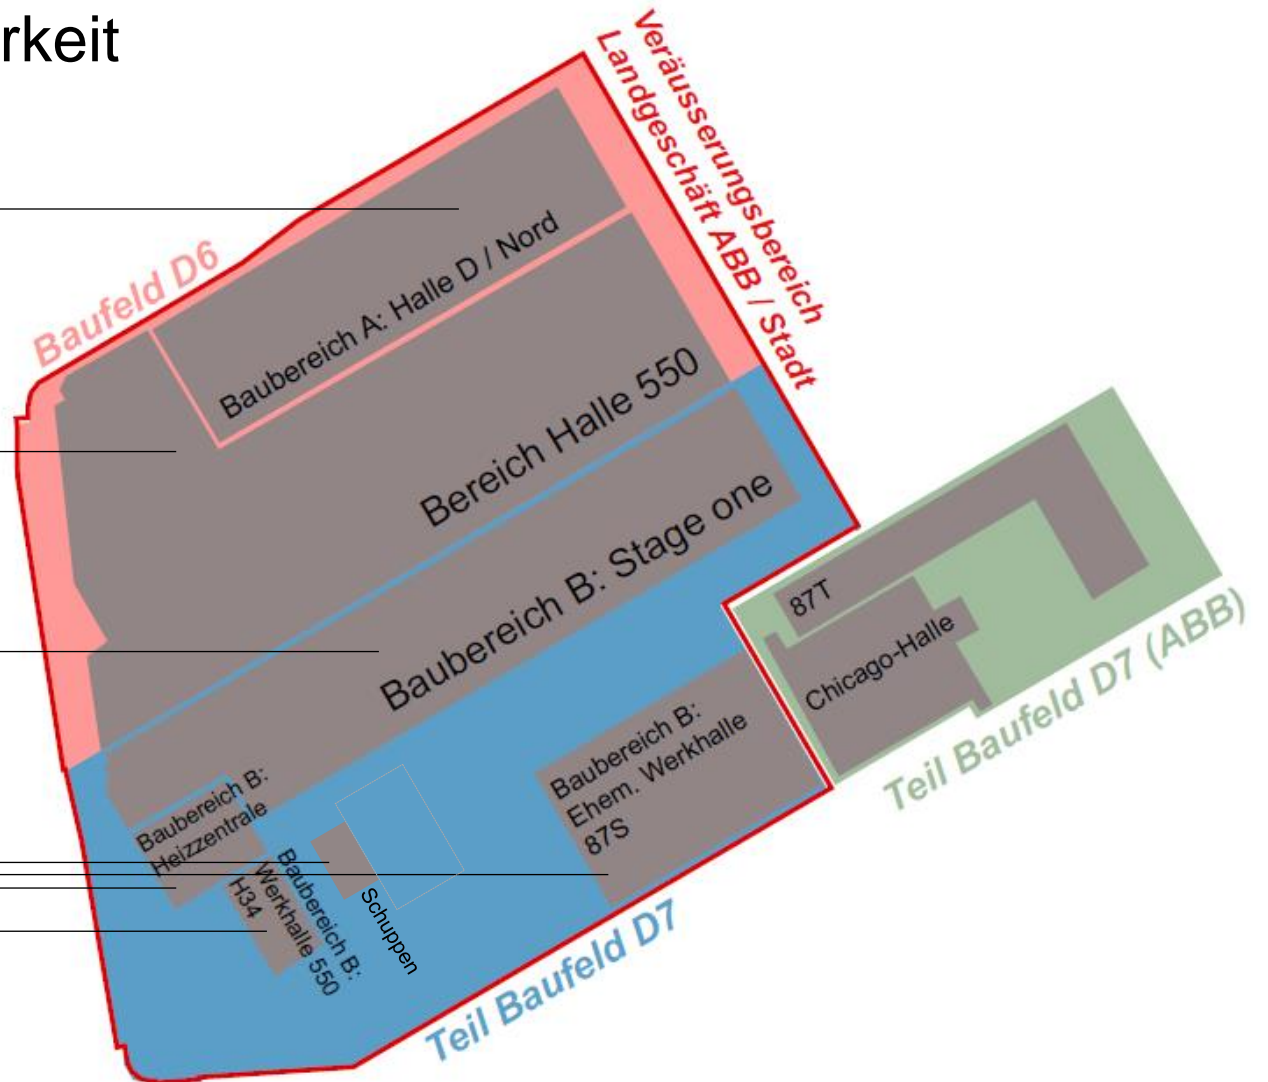 rkeit
Veräusserungsbereich
Landgeschäft ABB / Stadt
Baufeld D6
Baubereich A: Halle D / Nord
Bereich Halle 550
Baubereich B: Stage one
87T
Chicago-Halle
Teil Baufeld D7 (ABB)
Baubereich B:
Ehem. Werkhalle
87S
Baubereich B:
Heizzentrale
Baubereich B:
Werkhalle 550
H34
Schuppen
Teil Baufeld D7